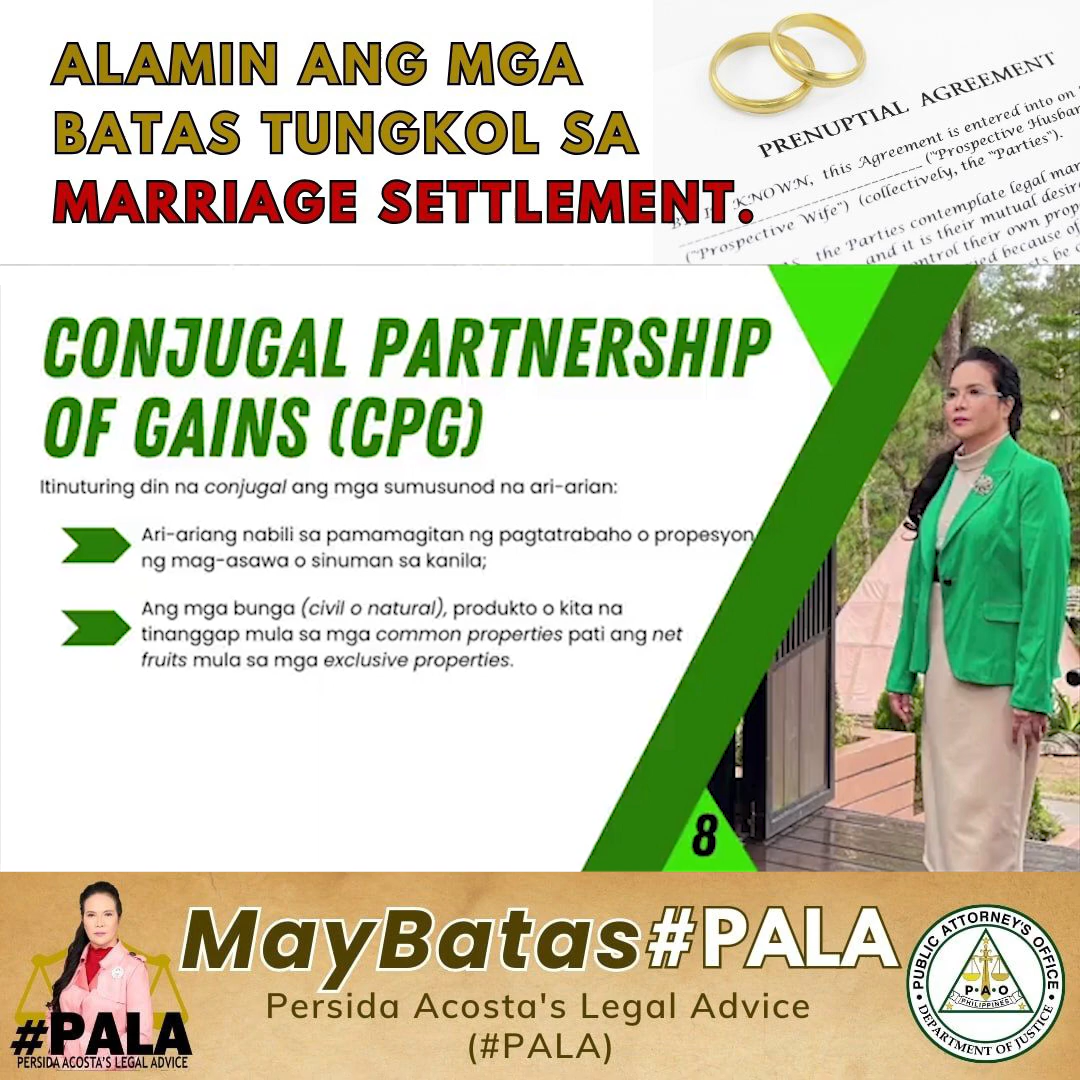 ALAMIN ANG MGA
BATAS TUNGKOL SA
MARRIAGE SETTLEMENT.
PRENUPTIAL AGREEMENT
KNOWN, this Agreement is entered into on
("Prospective Husban
("Prospective Wife") (collectively, the "Parties").
the Parties contemplate legal mar
and it is their mutual desir
ntrol their own prop
ed because of
CONJUGAL PARTNERSHIP
OF GAINS (CPG)
Itinuturing din na conjugal ang mga sumusunod na ari-arian:
Ari-ariang nabili sa pamamagitan ng pagtatrabaho o propesyon
ng mag-asawa o sinuman sa kanila;
Ang mga bunga (civil o natural), produkto o kita na
tinanggap mula sa mga common properties pati ang net
fruits mula sa mga exclusive properties.
8
#PALA
PERSIDA ACOSTA'S LEGAL ADVICE
MayBatas#PALA
Persida Acosta's Legal Advice
(#PALA)
PUBLIC ATTORNEY'S OFFICE
P·A·O
PHILIPPINES
DEPARTMENT OF JUSTICE